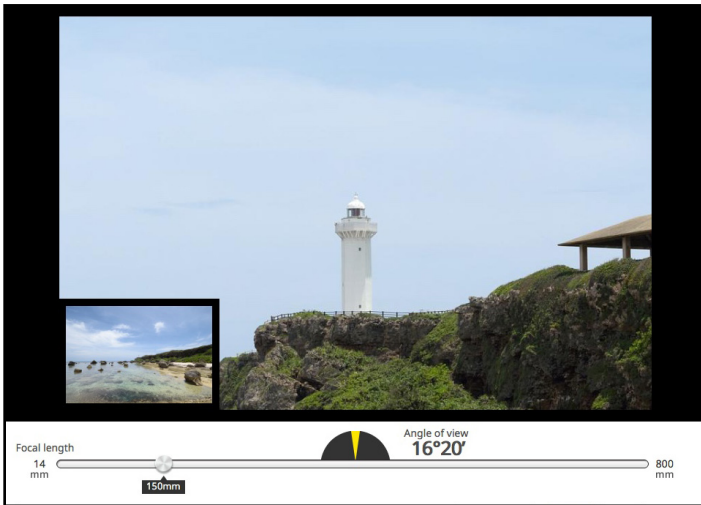 Focal length
14
mm
150mm
Angle of view
16°20′
800
mm